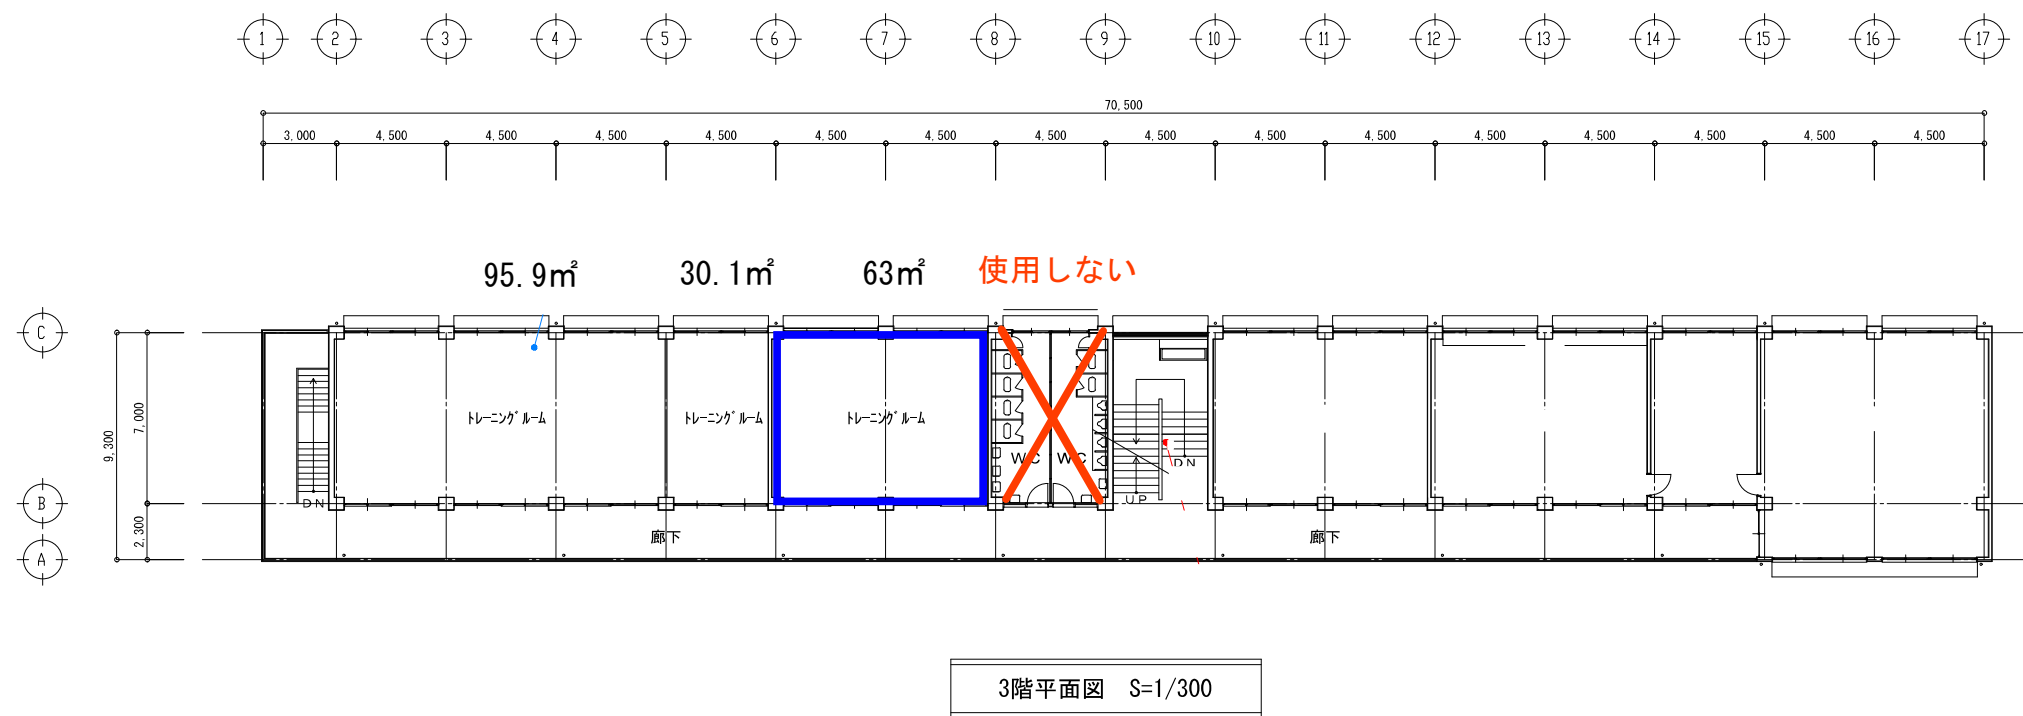 1 2 3 4 5 6 7 8 9 10 11 12 13 14 15 16 17
70,500
3,000 4,500 4,500 4,500 4,500 4,500 4,500 4,500 4,500 4,500 4,500 4,500 4,500 4,500 4,500 4,500
95.9㎡ 30.1㎡ 63㎡ 使用しない
C
トレーニングルーム トレーニングルーム トレーニングルーム
7,000
9,300
WC WC
DN
UP
DN
B
2,300
廊下 廊下
A
3階平面図 S=1/300